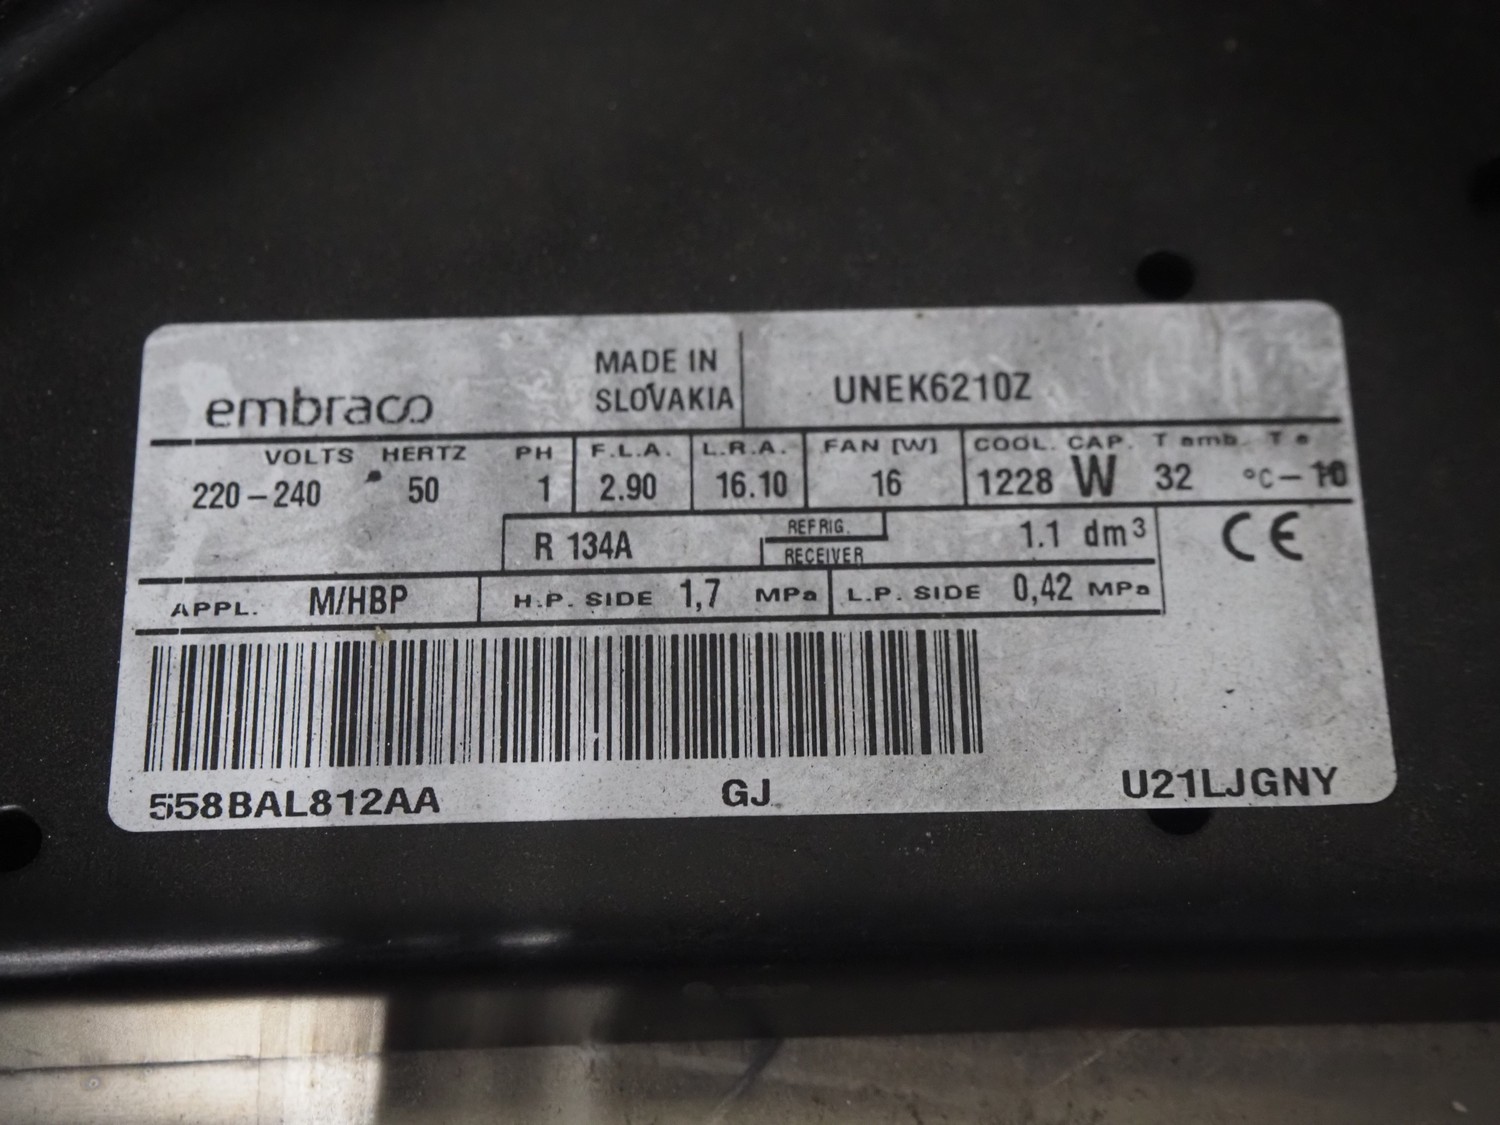 embraco
MADE IN
SLOVAKIA
UNEK6210Z
VOLTS HERTZ PH F.L.A. L.R.A. FAN [W] COOL. CAP. T amb. T e
220-240 50 1 2.90 16.10 16 1228 W 32 °C -10
R 134A REFRIG. RECEIVER 1.1 dm³ CE
APPL. M/HBP H.P. SIDE 1,7 MPa L.P. SIDE 0,42 MPa
558BAL812AA GJ U21LJGNY